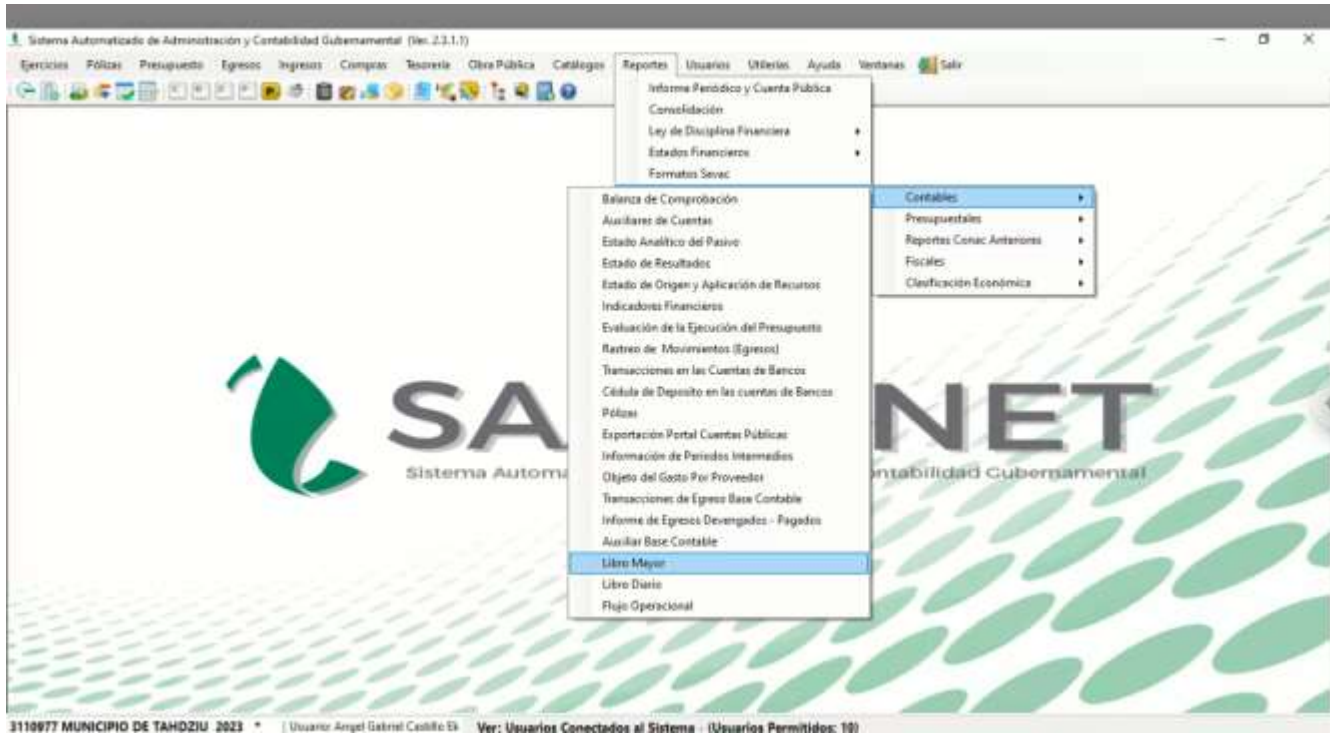 Sistema Automatizado de Administración y Contabilidad Gubernamental (Ver. 2.3.1.1)
Ejercicios Pólizas Presupuesto Egresos Ingresos Compras Tesorería Obra Pública Catálogos Reportes Usuarios Utilerías Ayuda Ventanas Salir
Informe Periódico y Cuenta Pública
Consolidación
Ley de Disciplina Financiera
Estados Financieros
Formatos Sevac
Contables
Presupuestales
Reportes Conac Anteriores
Fiscales
Clasificación Económica
Balanza de Comprobación
Auxiliares de Cuentas
Estado Analítico del Pasivo
Estado de Resultados
Estado de Origen y Aplicación de Recursos
Indicadores Financieros
Evaluación de la Ejecución del Presupuesto
Rastreo de Movimientos (Egresos)
Transacciones en las Cuentas de Bancos
Cédula de Deposito en las cuentas de Bancos
Pólizas
Exportación Portal Cuentas Públicas
Información de Periodos Intermedios
Objeto del Gasto Por Proveedor
Transacciones de Egreso Base Contable
Informe de Egresos Devengados - Pagados
Auxiliar Base Contable
Libro Mayor
Libro Diario
Flujo Operacional
SA NET
Sistema Automa ntabilidad Gubernamental
3110977 MUNICIPIO DE TAHDZIU 2023 * Usuario: Angel Gabriel Castillo Ek Ver: Usuarios Conectados al Sistema - (Usuarios Permitidos: 10)